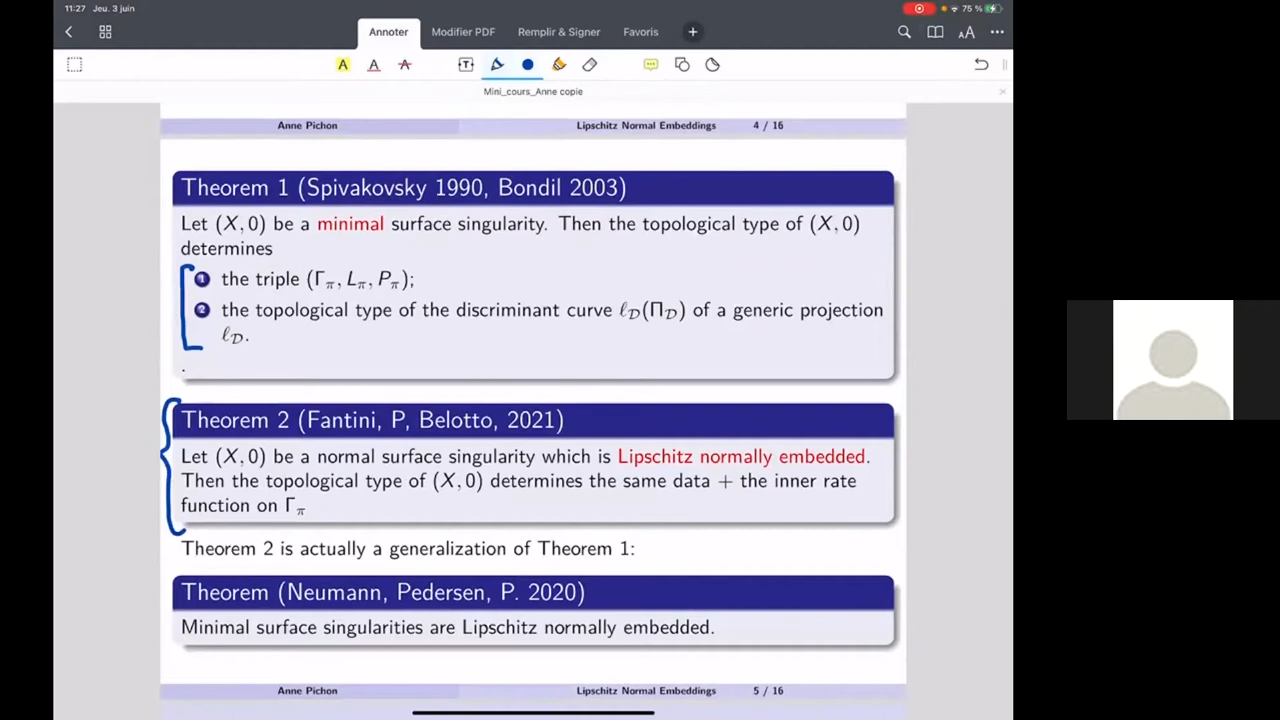 11:27 Jeu. 3 juin
75 %
Annoter Modifier PDF Remplir & Signer Favoris
Mini_cours_Anne copie
Anne Pichon Lipschitz Normal Embeddings 4 / 16
Theorem 1 (Spivakovsky 1990, Bondil 2003)
Let (X, 0) be a minimal surface singularity. Then the topological type of (X, 0)
determines
1 the triple (Γπ, Lπ, Pπ);
2 the topological type of the discriminant curve ℓ𝒟(Π𝒟) of a generic projection
ℓ𝒟.
.
Theorem 2 (Fantini, P, Belotto, 2021)
Let (X, 0) be a normal surface singularity which is Lipschitz normally embedded.
Then the topological type of (X, 0) determines the same data + the inner rate
function on Γπ
Theorem 2 is actually a generalization of Theorem 1:
Theorem (Neumann, Pedersen, P. 2020)
Minimal surface singularities are Lipschitz normally embedded.
Anne Pichon Lipschitz Normal Embeddings 5 / 16